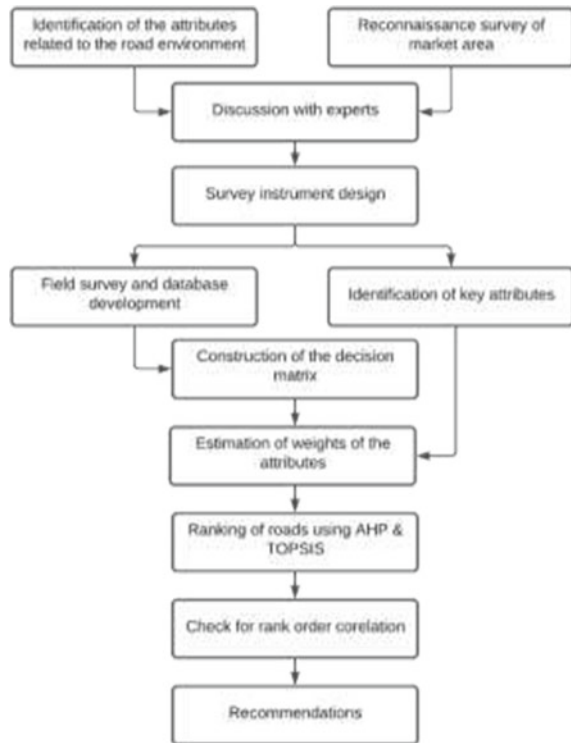 Identification of the attributes
related to the road environment
Reconnaissance survey of
market area
Discussion with experts
Survey instrument design
Field survey and database
development
Identification of key attributes
Construction of the decision
matrix
Estimation of weights of the
attributes
Ranking of roads using AHP &
TOPSIS
Check for rank order corelation
Recommendations